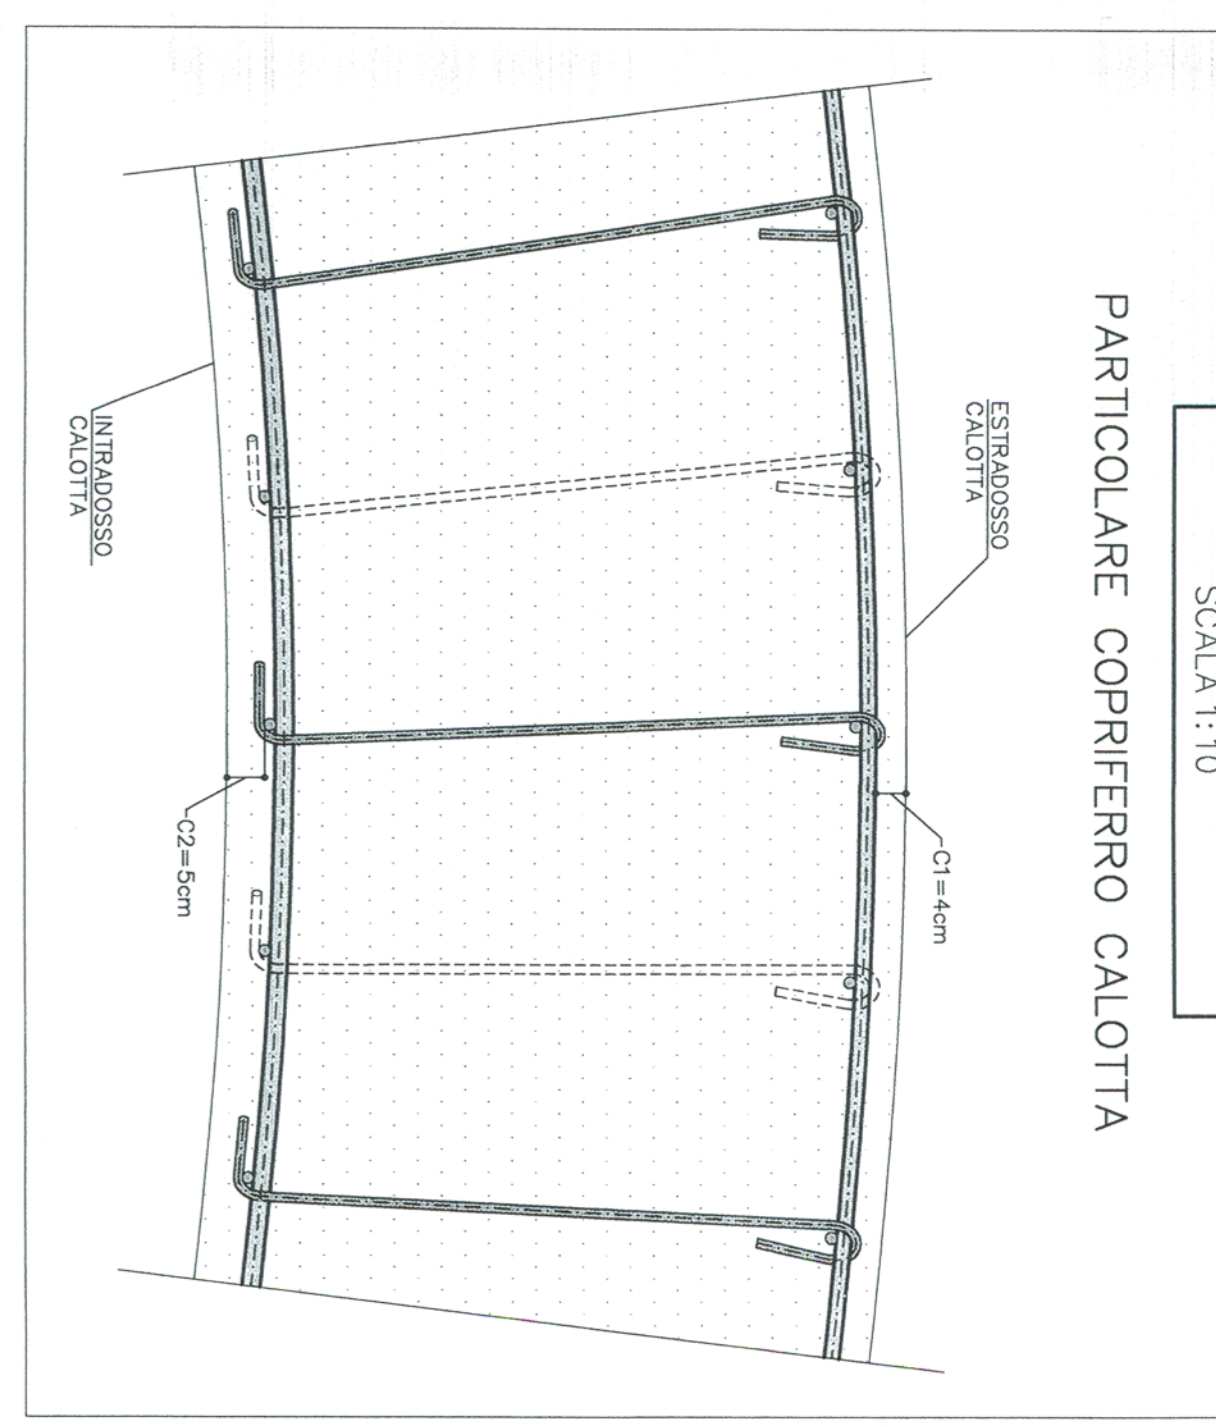 SCALA 1:10
PARTICOLARE COPRIFERRO CALOTTA
ESTRADOSSO
CALOTTA
C1=4cm
C2=5cm
INTRADOSSO
CALOTTA